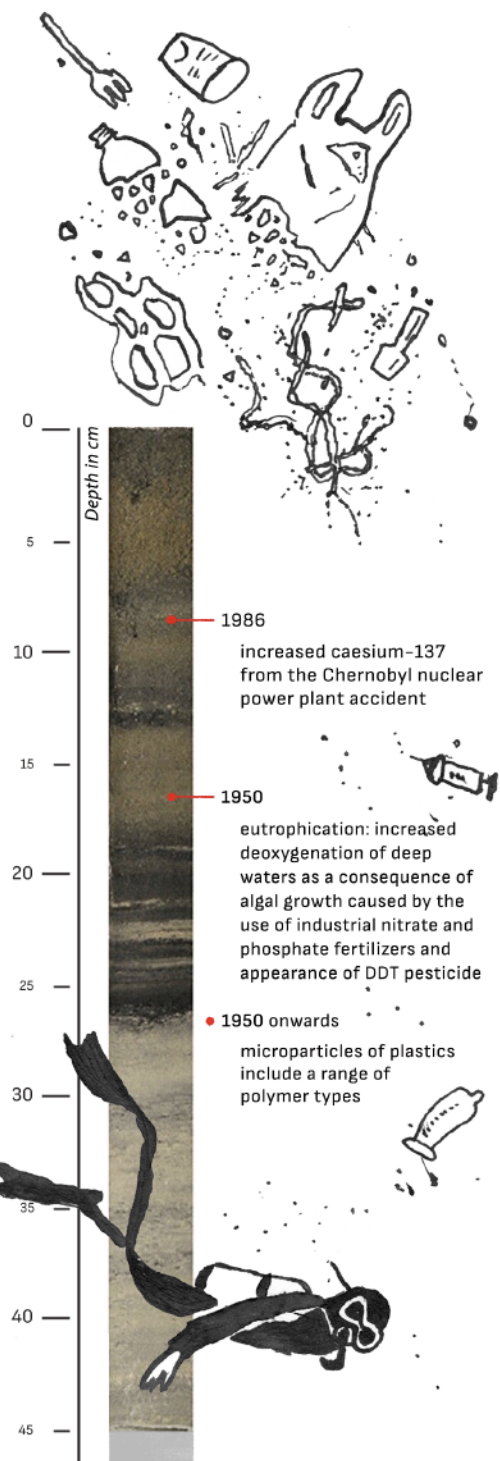 0
Depth in cm
5
1986
10
increased caesium-137
from the Chernobyl nuclear
power plant accident
15
1950
eutrophication: increased
deoxygenation of deep
20
waters as a consequence of
algal growth caused by the
use of industrial nitrate and
phosphate fertilizers and
appearance of DDT pesticide
25
1950 onwards
microparticles of plastics
include a range of
30
polymer types
35
40
45